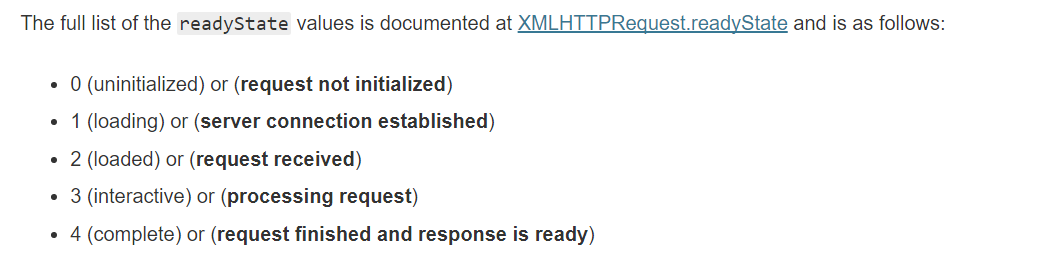 The full list of the readyState values is documented at XMLHTTPRequest.readyState and is as follows:
• 0 (uninitialized) or (request not initialized)
• 1 (loading) or (server connection established)
• 2 (loaded) or (request received)
• 3 (interactive) or (processing request)
• 4 (complete) or (request finished and response is ready)